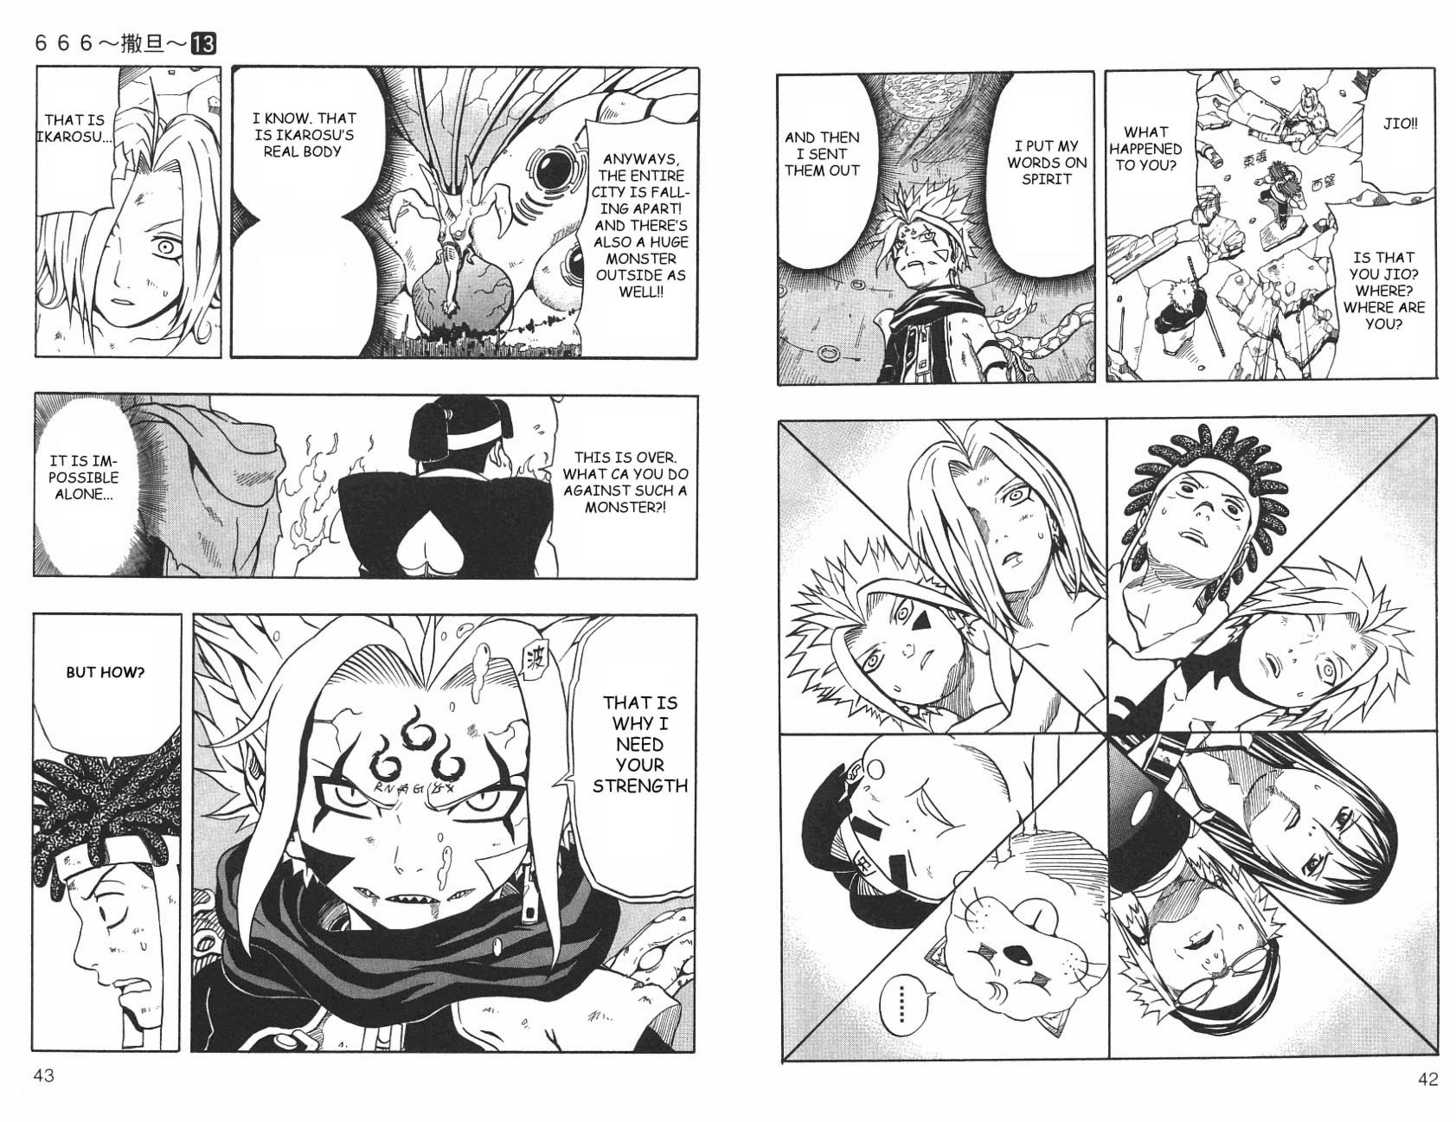 JIO!!
IS THAT
YOU JIO?
WHERE?
WHERE ARE
YOU?
WHAT
HAPPENED
TO YOU?
I PUT MY
WORDS ON
SPIRIT
AND THEN
I SENT
THEM OUT
........
42
666～撒旦～13
ANYWAYS,
THE ENTIRE
CITY IS FALL-
ING APART!
AND THERE'S
ALSO A HUGE
MONSTER
OUTSIDE AS
WELL!!
I KNOW. THAT
IS IKAROSU'S
REAL BODY
THAT IS
IKAROSU...
THIS IS OVER.
WHAT CA YOU DO
AGAINST SUCH A
MONSTER?!
IT IS IM-
POSSIBLE
ALONE...
波
THAT IS
WHY I
NEED
YOUR
STRENGTH
BUT HOW?
43